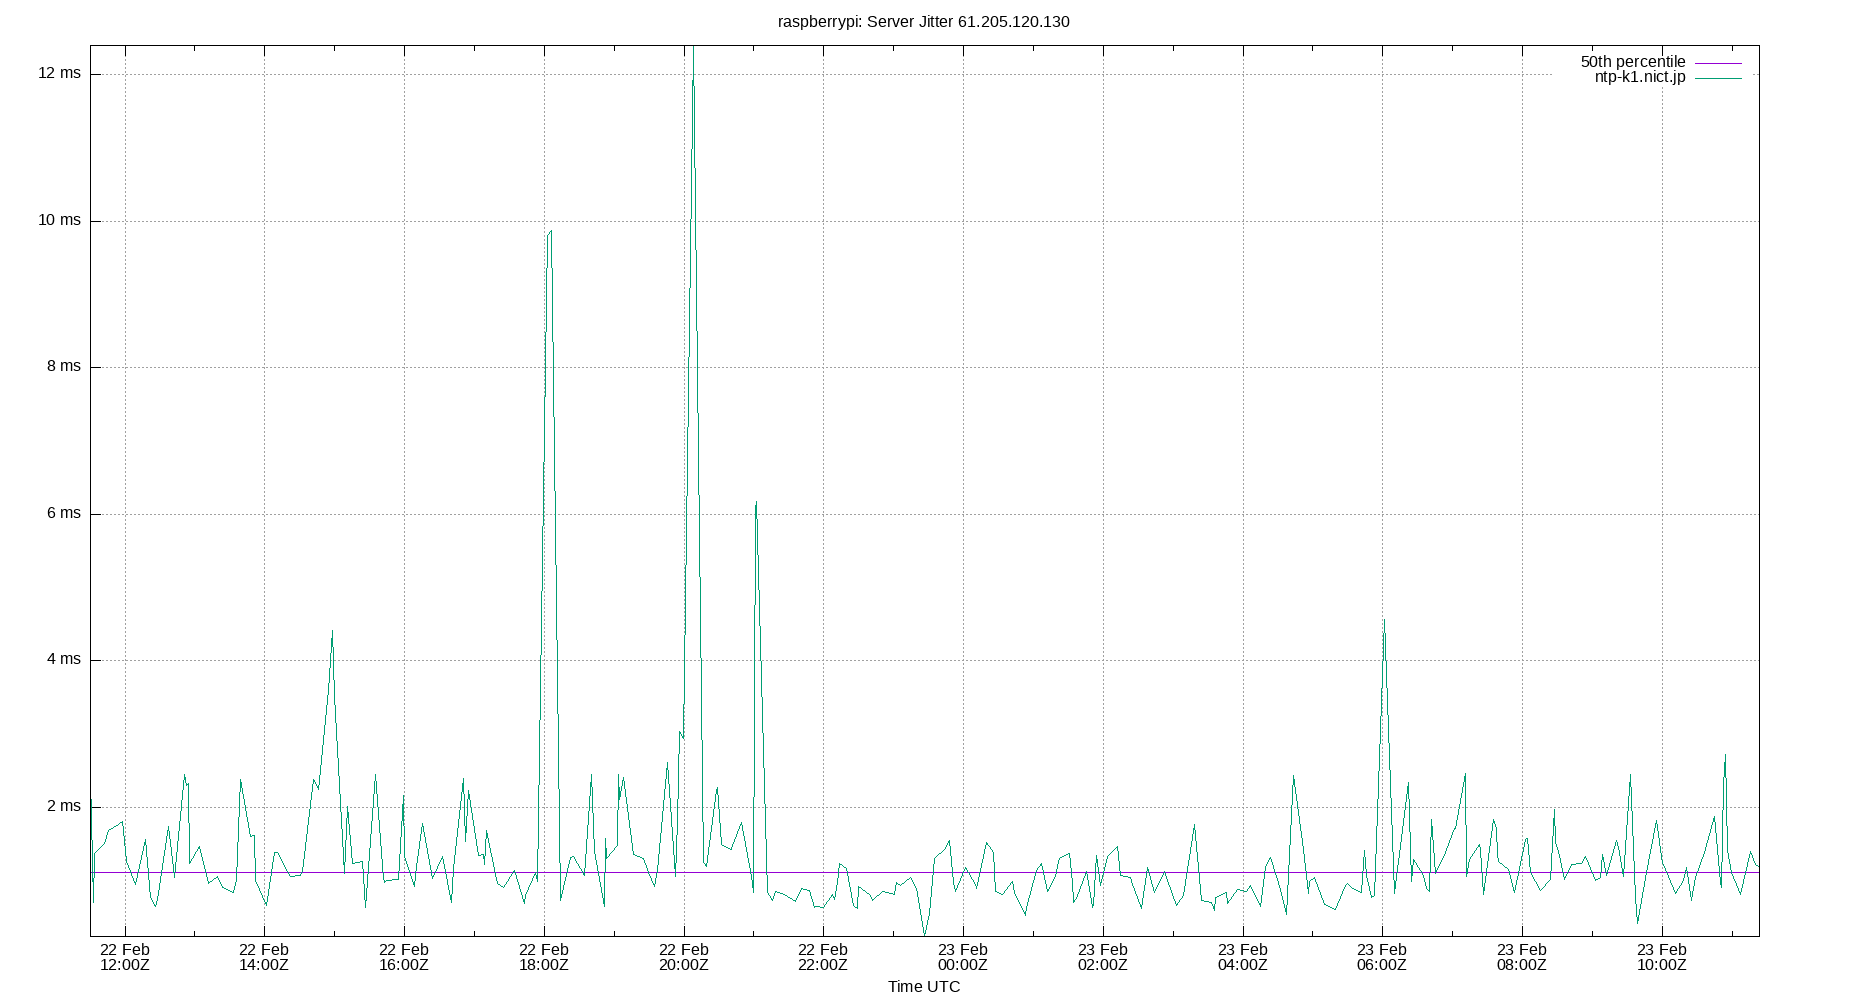 raspberrypi: Server Jitter 61.205.120.130
50th percentile
ntp-k1.nict.jp
12 ms
10 ms
8 ms
6 ms
4 ms
2 ms
22 Feb 12:00Z
22 Feb 14:00Z
22 Feb 16:00Z
22 Feb 18:00Z
22 Feb 20:00Z
22 Feb 22:00Z
23 Feb 00:00Z
23 Feb 02:00Z
23 Feb 04:00Z
23 Feb 06:00Z
23 Feb 08:00Z
23 Feb 10:00Z
Time UTC